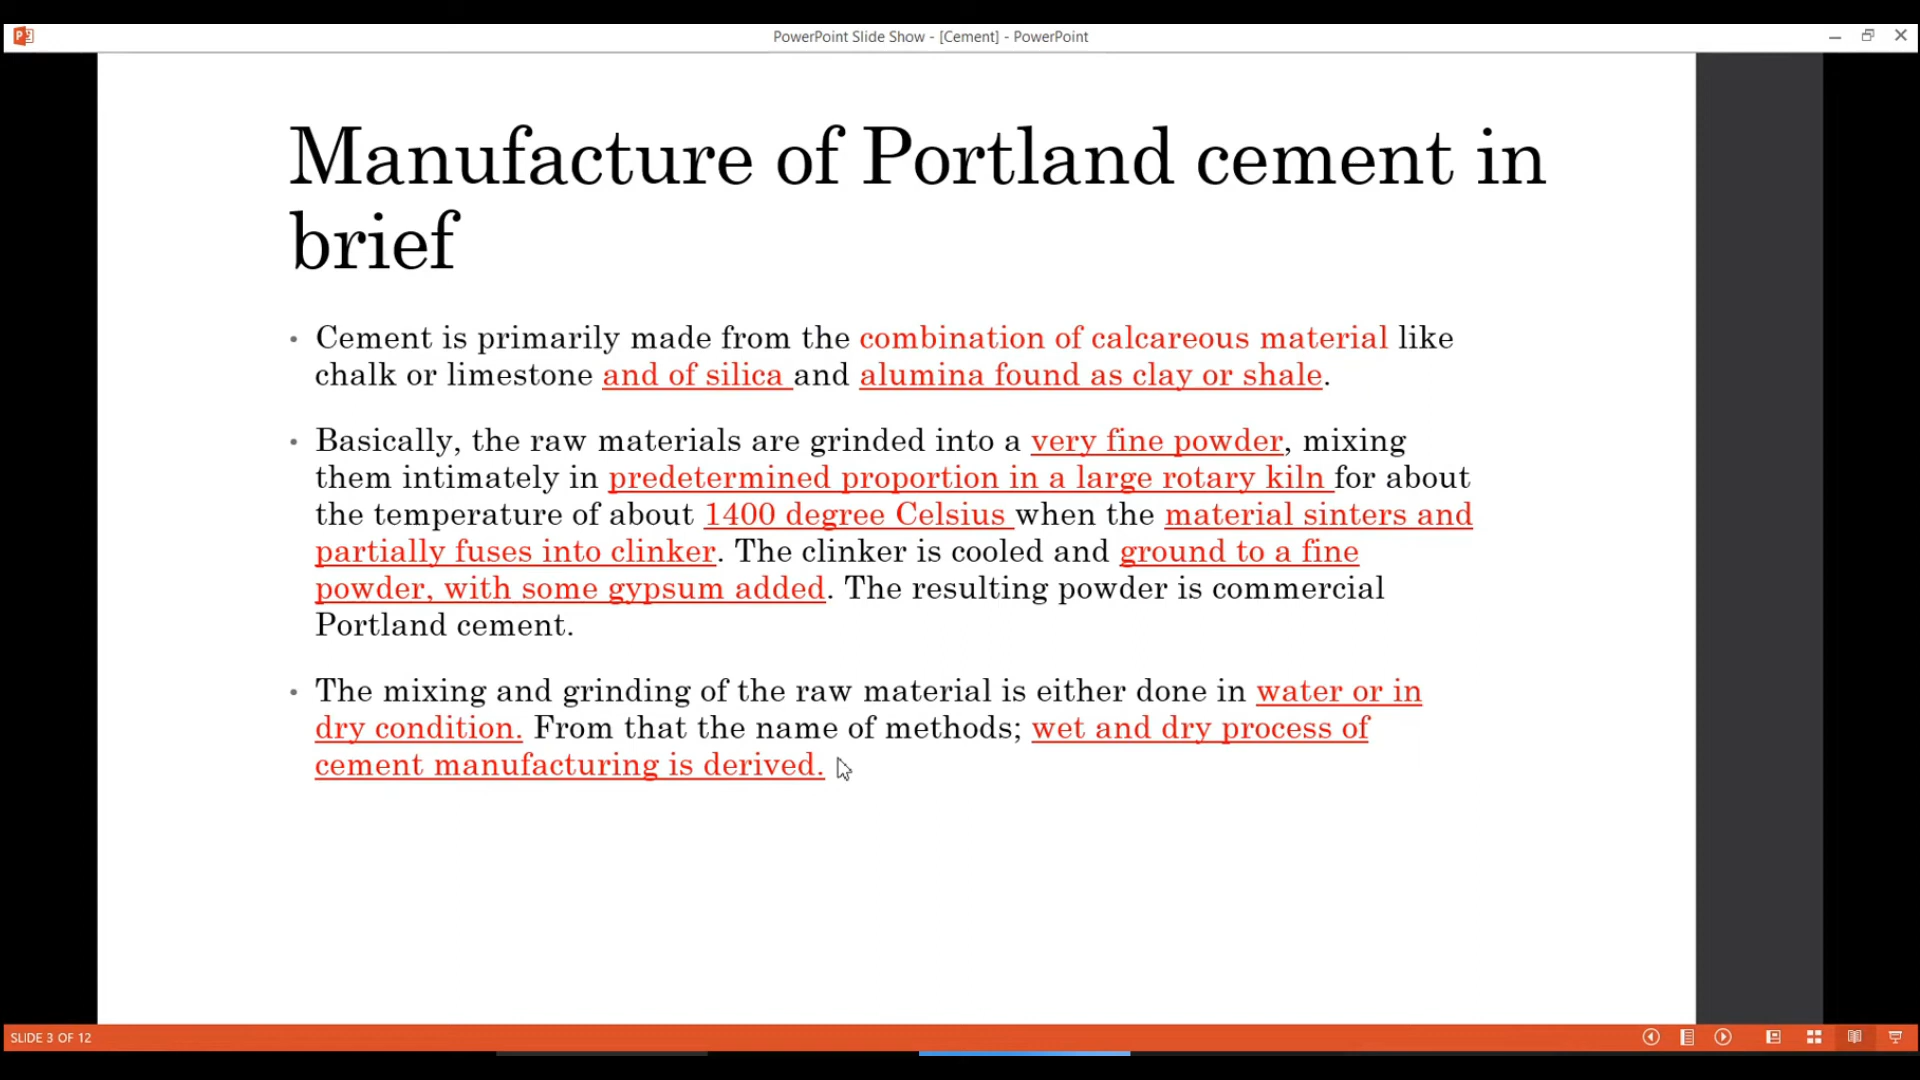 PowerPoint Slide Show - [Cement] - PowerPoint
Manufacture of Portland cement in
brief
• Cement is primarily made from the combination of calcareous material like
chalk or limestone and of silica and alumina found as clay or shale.
• Basically, the raw materials are grinded into a very fine powder, mixing
them intimately in predetermined proportion in a large rotary kiln for about
the temperature of about 1400 degree Celsius when the material sinters and
partially fuses into clinker. The clinker is cooled and ground to a fine
powder, with some gypsum added. The resulting powder is commercial
Portland cement.
• The mixing and grinding of the raw material is either done in water or in
dry condition. From that the name of methods; wet and dry process of
cement manufacturing is derived.
SLIDE 3 OF 12